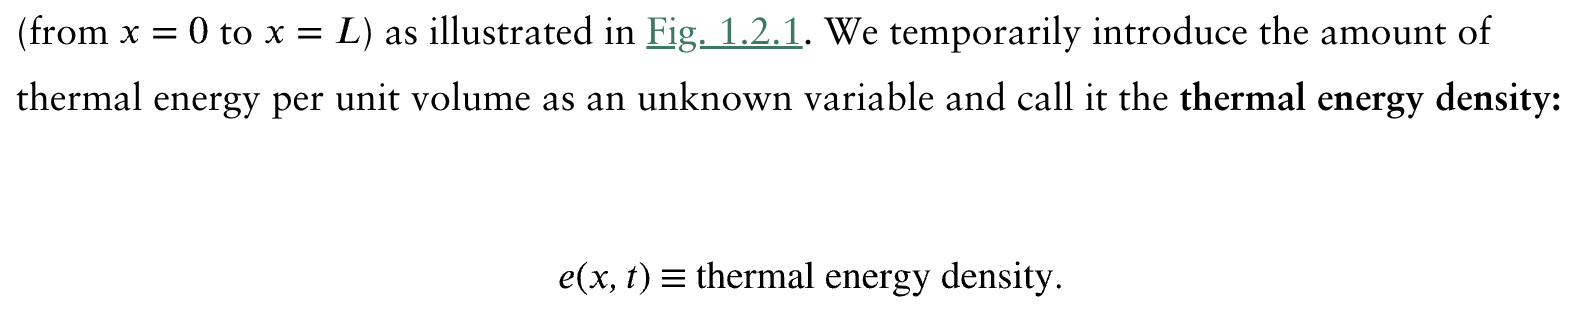 (from x = 0 to x = L) as illustrated in Fig. 1.2.1. We temporarily introduce the amount of
thermal energy per unit volume as an unknown variable and call it the thermal energy density:
e(x, t) ≡ thermal energy density.